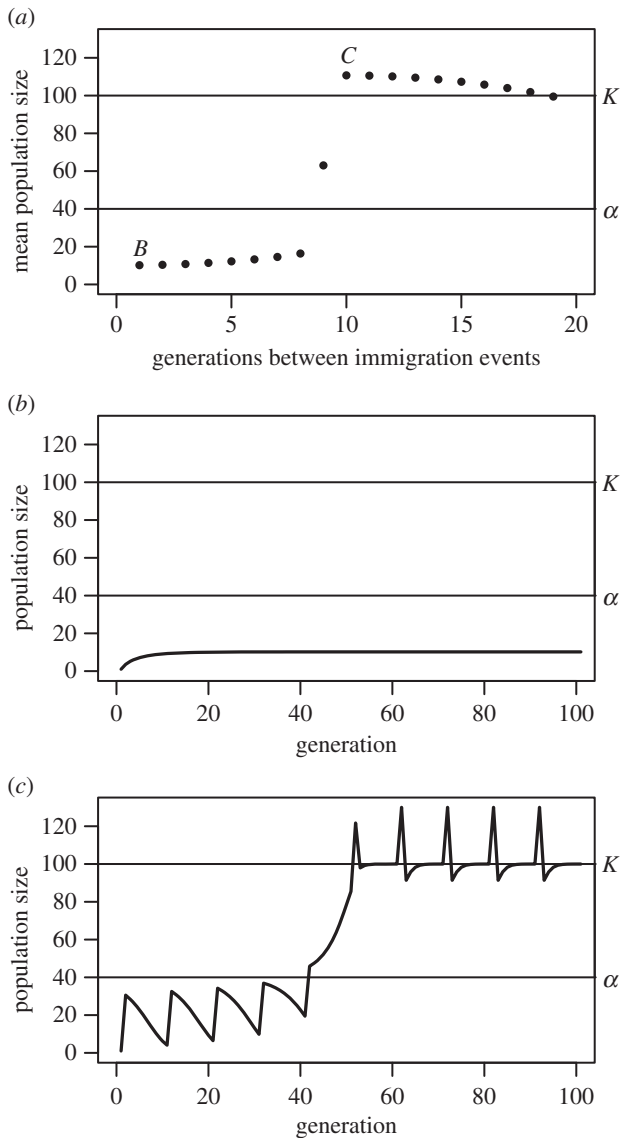 (a)
120
100
80
60
40
20
0
mean population size
C
B
K
α
0 5 10 15 20
generations between immigration events
(b)
120
100
80
60
40
20
0
population size
K
α
0 20 40 60 80 100
generation
(c)
120
100
80
60
40
20
0
population size
K
α
0 20 40 60 80 100
generation